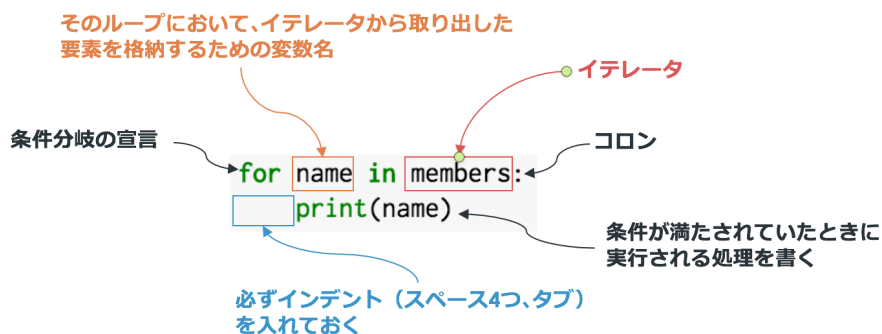 そのループにおいて、イテレータから取り出した
要素を格納するための変数名
イテレータ
条件分岐の宣言
コロン
for name in members:
print(name)
条件が満たされていたときに
実行される処理を書く
必ずインデント（スペース4つ、タブ）
を入れておく